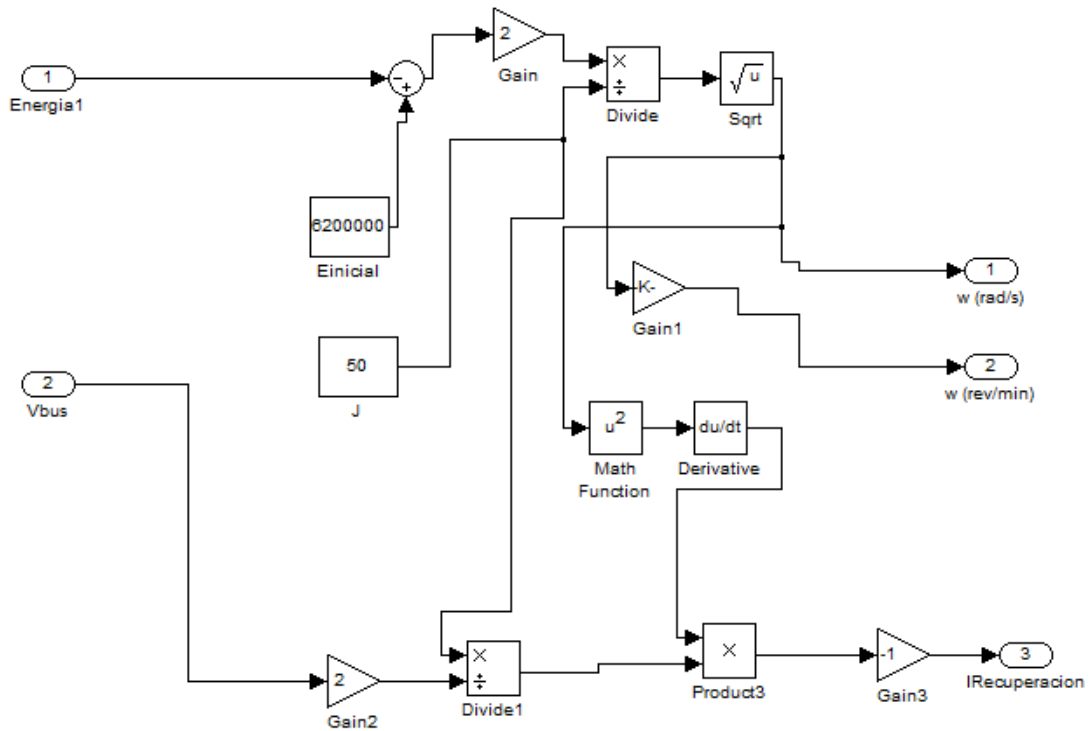 2
Gain
1
Energia1
-
+
×
÷
Divide
√u
Sqrt
6200000
Einicial
1
w (rad/s)
-K-
Gain1
50
J
2
w (rev/min)
2
Vbus
u2
Math
Function
du/dt
Derivative
2
Gain2
×
÷
Divide1
×
Product3
-1
Gain3
3
IRecuperacion